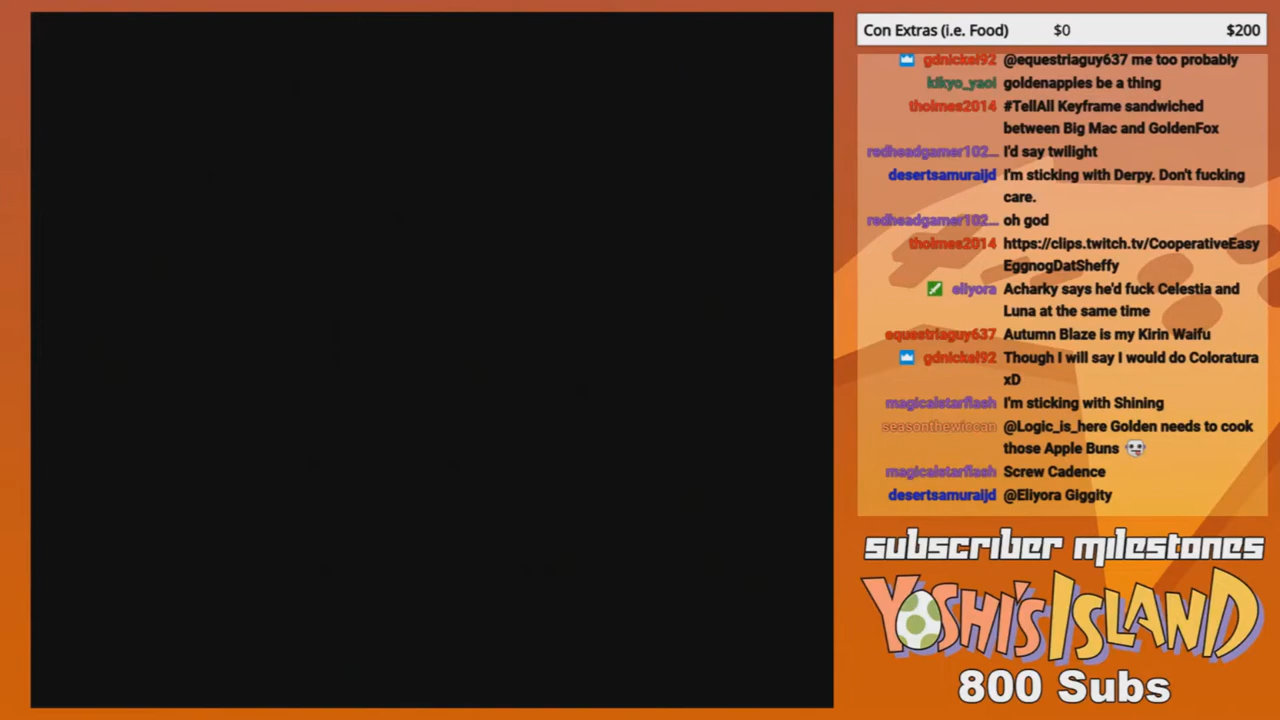 Con Extras (i.e. Food) $0 $200
gdnickel92 @equestriaguy637 me too probably
kikyo_yaoi goldenapples be a thing
tholmes2014 #TellAll Keyframe sandwiched
between Big Mac and GoldenFox
redheadgamer102... I'd say twilight
desertsamuraijd I'm sticking with Derpy. Don't fucking
care.
redheadgamer102... oh god
tholmes2014 https://clips.twitch.tv/CooperativeEasy
EggnogDatSheffy
eliyora Acharky says he'd fuck Celestia and
Luna at the same time
equestriaguy637 Autumn Blaze is my Kirin Waifu
gdnickel92 Though I will say I would do Coloratura
xD
magicalstarflash I'm sticking with Shining
seasonthewiccan @Logic_is_here Golden needs to cook
those Apple Buns
magicalstarflash Screw Cadence
desertsamuraijd @Eliyora Giggity
subscriber milestones
YOSHI'S ISLAND
800 Subs